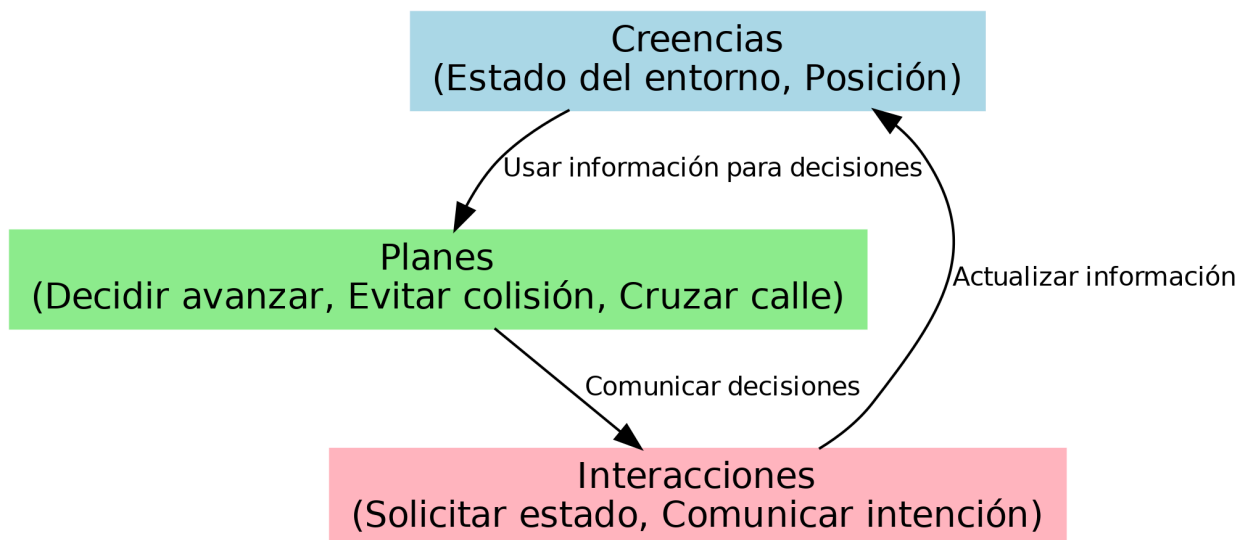 Creencias
(Estado del entorno, Posición)
Usar información para decisiones
Planes
(Decidir avanzar, Evitar colisión, Cruzar calle)
Actualizar información
Comunicar decisiones
Interacciones
(Solicitar estado, Comunicar intención)